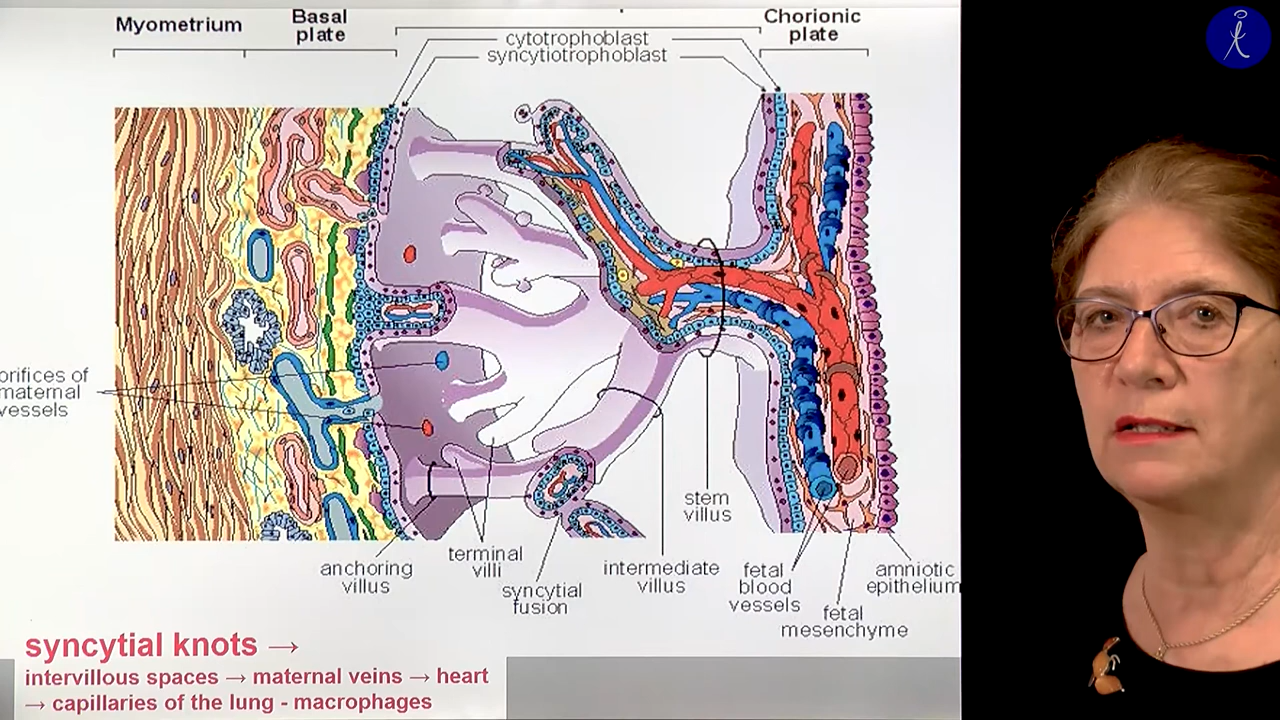 Myometrium
Basal
plate
Chorionic
plate
cytotrophoblast
syncytiotrophoblast
orifices of
maternal
vessels
anchoring
villus
terminal
villi
syncytial
fusion
intermediate
villus
stem
villus
fetal
blood
vessels
fetal
mesenchyme
amniotic
epithelium
syncytial knots →
intervillous spaces → maternal veins → heart
→ capillaries of the lung - macrophages